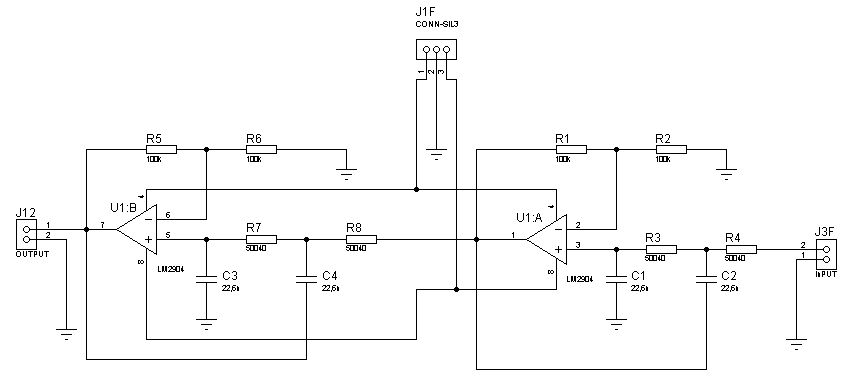 J1F
CONN-SIL3
1 2 3
R5
100k
R6
100k
R1
100k
R2
100k
4
4
U1:B
6
5
7
8
LM2904
U1:A
2
3
1
8
LM2904
J12
1
2
OUTPUT
R7
50040
R8
50040
R3
50040
R4
50040
J3F
2
1
INPUT
C3
22,6n
C4
22,6n
C1
22,6n
C2
22,6n